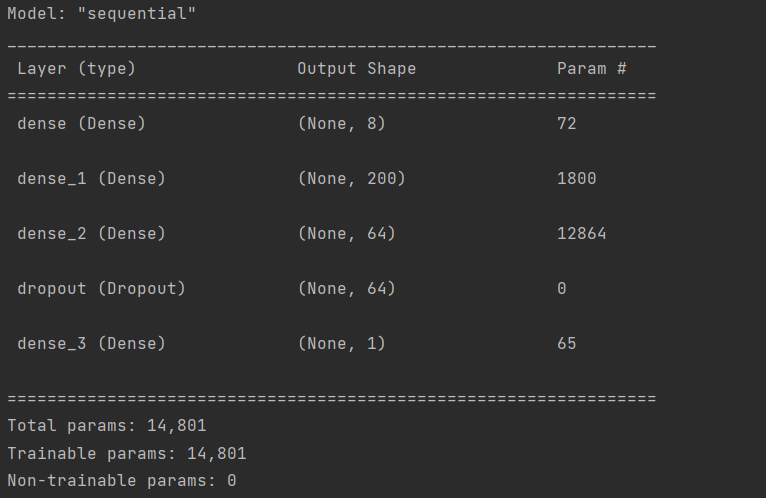 Model: "sequential"
_________________________________________________________________
Layer (type) Output Shape Param #
=================================================================
dense (Dense) (None, 8) 72
dense_1 (Dense) (None, 200) 1800
dense_2 (Dense) (None, 64) 12864
dropout (Dropout) (None, 64) 0
dense_3 (Dense) (None, 1) 65
=================================================================
Total params: 14,801
Trainable params: 14,801
Non-trainable params: 0